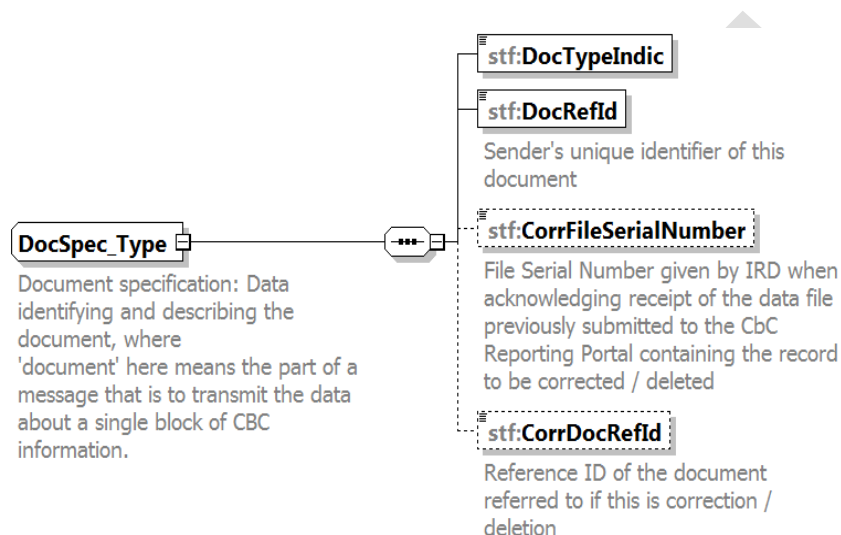 stf:DocTypeIndic
stf:DocRefId
Sender's unique identifier of this
document
stf:CorrFileSerialNumber
DocSpec_Type
File Serial Number given by IRD when
acknowledging receipt of the data file
previously submitted to the CbC
Reporting Portal containing the record
to be corrected / deleted
Document specification: Data
identifying and describing the
document, where
'document' here means the part of a
message that is to transmit the data
about a single block of CBC
information.
stf:CorrDocRefId
Reference ID of the document
referred to if this is correction /
deletion